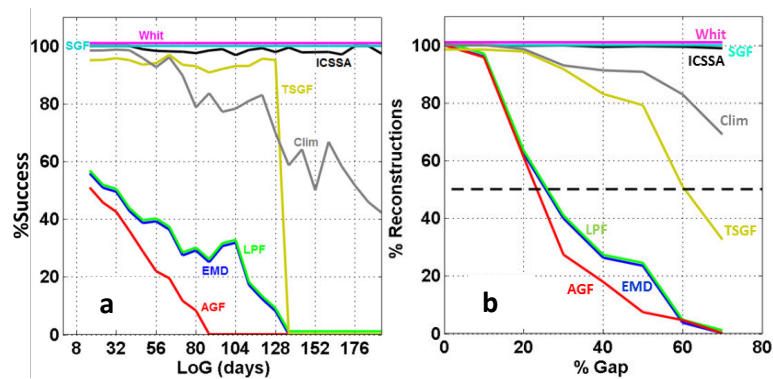 Whit
SGF
ICSSA
TSGF
Clim
LPF
EMD
AGF
a
%Success
100
80
60
40
20
0
8 32 56 80 104 128 152 176
LoG (days)
Whit
SGF
ICSSA
Clim
TSGF
LPF
EMD
AGF
b
% Reconstructions
100
80
60
40
20
0
0 20 40 60 80
% Gap